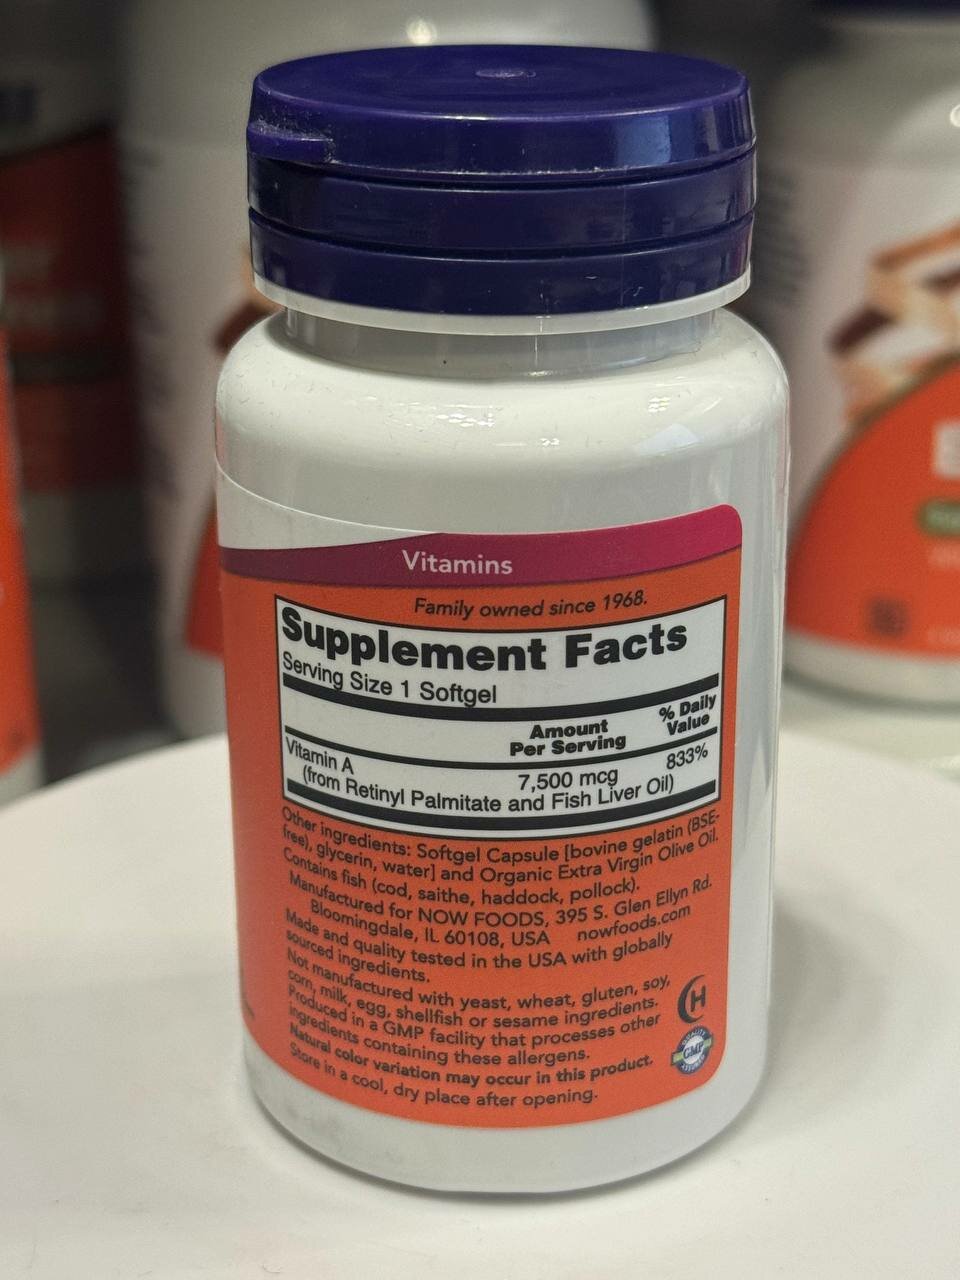 Vitamins
Family owned since 1968.
Supplement Facts
Serving Size 1 Softgel
Amount Per Serving
% Daily Value
Vitamin A
7,500 mcg
833%
(from Retinyl Palmitate and Fish Liver Oil)
Other ingredients: Softgel Capsule [bovine gelatin (BSE-
free), glycerin, water] and Organic Extra Virgin Olive Oil.
Contains fish (cod, saithe, haddock, pollock).
Manufactured for NOW FOODS, 395 S. Glen Ellyn Rd.
Bloomingdale, IL 60108, USA nowfoods.com
Made and quality tested in the USA with globally
sourced ingredients.
Not manufactured with yeast, wheat, gluten, soy,
corn, milk, egg, shellfish or sesame ingredients.
Produced in a GMP facility that processes other
ingredients containing these allergens.
Natural color variation may occur in this product.
Store in a cool, dry place after opening.
H
QUALITY
GMP